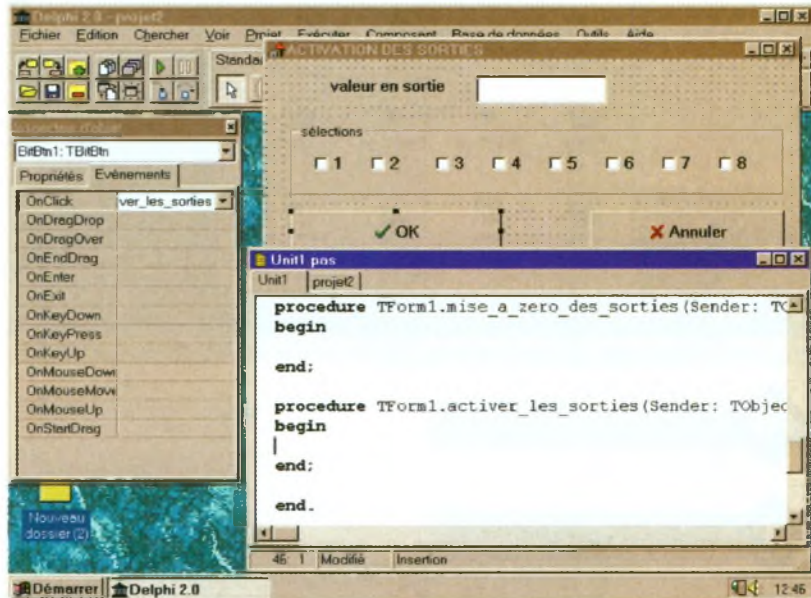 Delphi 2.0 - projet2
Fichier Edition Chercher Voir Projet Exécuter Composant Base de données Outils Aide
Standa
ACTIVATION DES SORTIES
valeur en sortie
sélections
1 2 3 4 5 6 7 8
OK
Annuler
BitBtn1: TBitBtn
Propriétés Evènements
OnClick ver_les_sorties
OnDragDrop
OnDragOver
OnEndDrag
OnEnter
OnExit
OnKeyDown
OnKeyPress
OnKeyUp
OnMouseDow
OnMouseMove
OnMouseUp
OnStartDrag
Unit1.pas
Unit1 projet2
procedure TForm1.mise_a_zero_des_sorties(Sender: TO
begin
end;
procedure TForm1.activer_les_sorties(Sender: TObjec
begin
end;
end.
46: 1 Modifié Insertion
Nouveau
dossier (2)
Démarrer Delphi 2.0 12:46